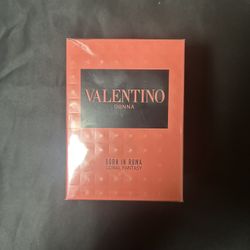 VALENTINO
DONNA
BORN IN ROMA
CORAL FANTASY